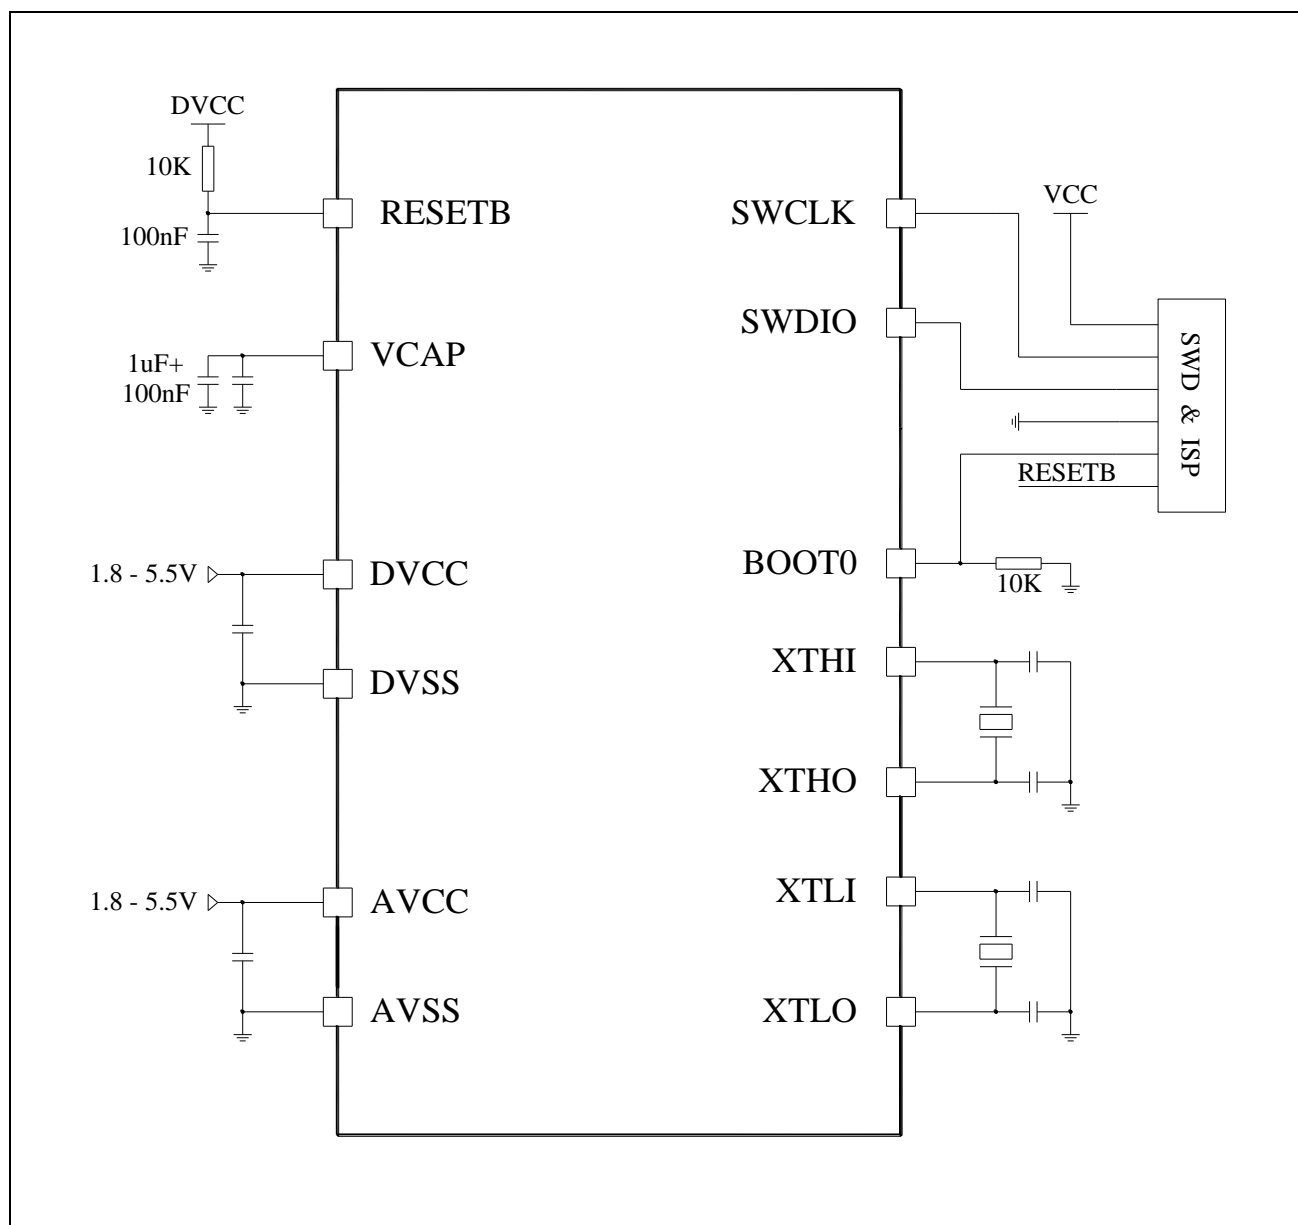 DVCC
10K
RESETB
100nF
VCAP
1uF+
100nF
1.8 - 5.5V
DVCC
DVSS
1.8 - 5.5V
AVCC
AVSS
SWCLK
VCC
SWDIO
SWD & ISP
RESETB
BOOT0
10K
XTHI
XTHO
XTLI
XTLO